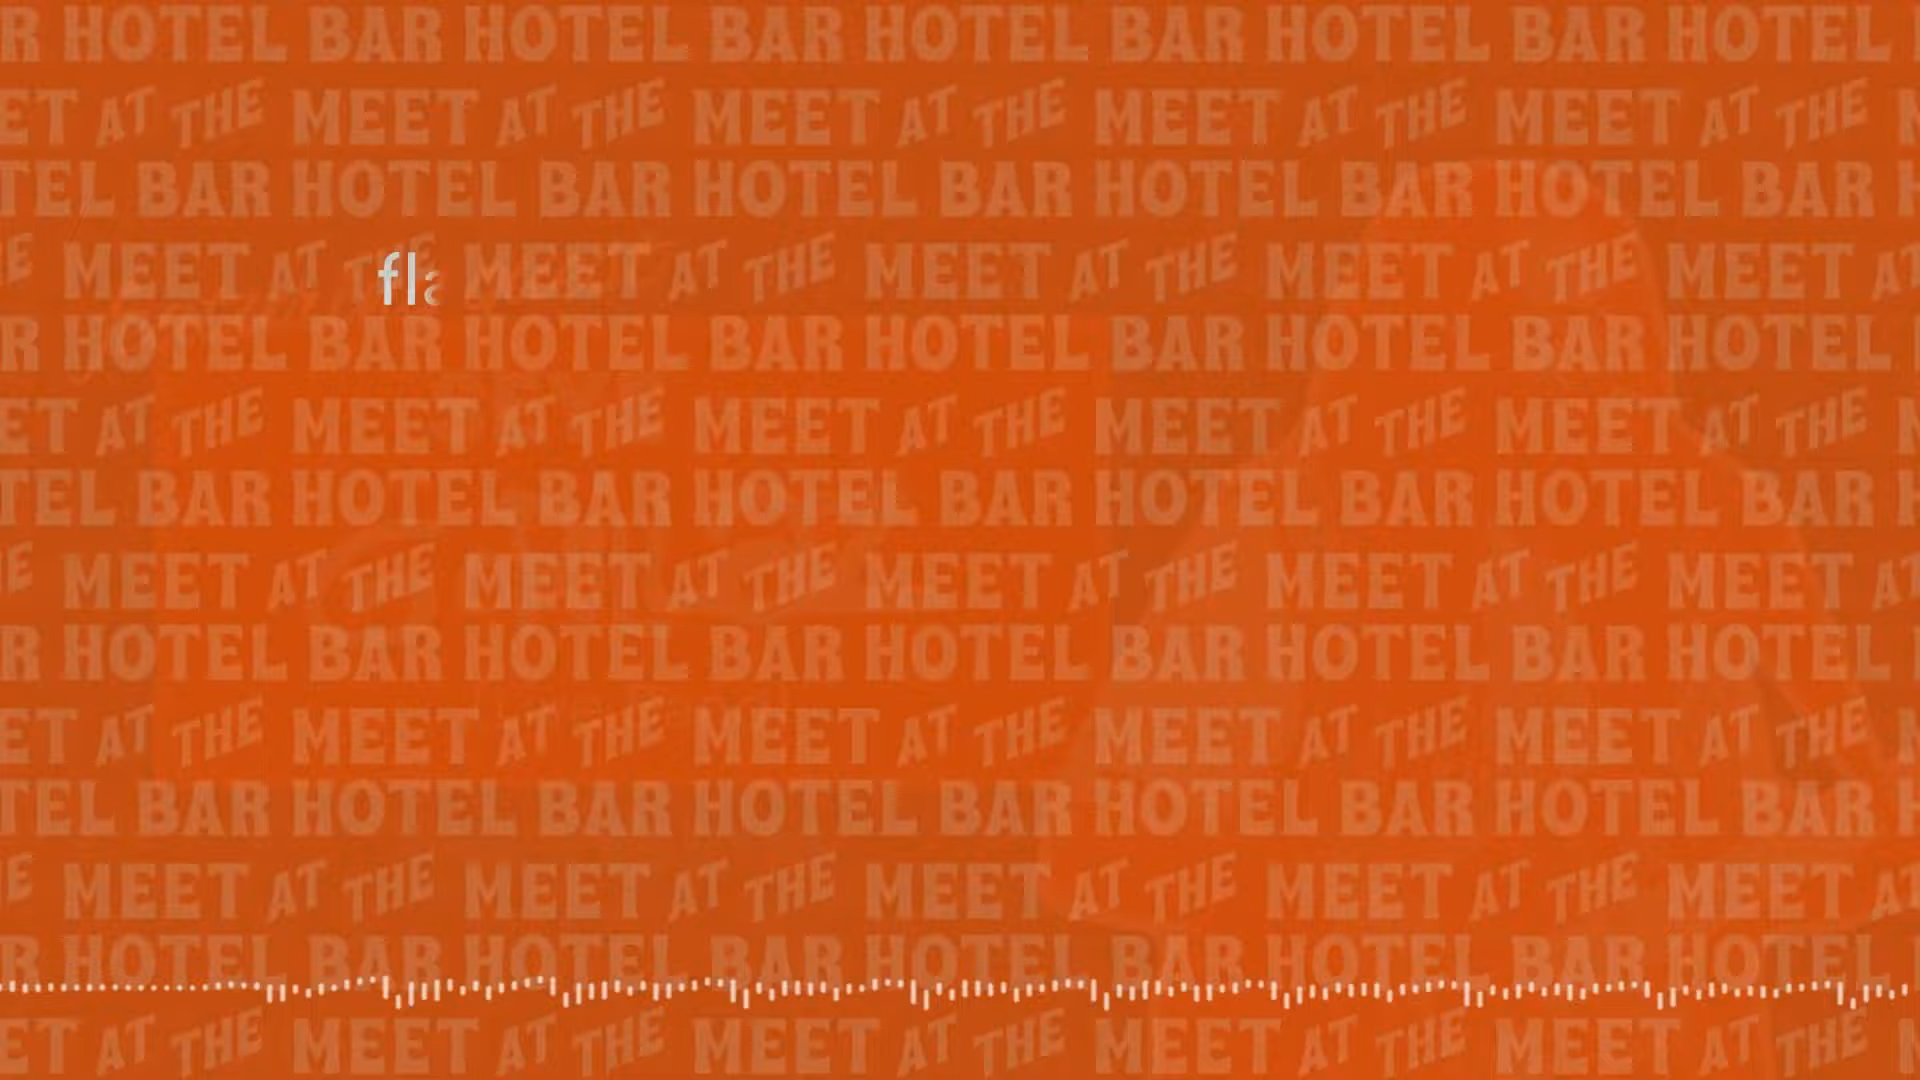 R HOTEL BAR HOTEL BAR HOTEL BAR HOTEL BAR HOTEL
ET AT THE MEET AT THE MEET AT THE MEET AT THE MEET AT THE M
TEL BAR HOTEL BAR HOTEL BAR HOTEL BAR HOTEL BAR H
E MEET AT THE MEET AT THE MEET AT THE MEET AT THE MEET AT
fla
R HOTEL BAR HOTEL BAR HOTEL BAR HOTEL BAR HOTEL
ET AT THE MEET AT THE MEET AT THE MEET AT THE MEET AT THE M
TEL BAR HOTEL BAR HOTEL BAR HOTEL BAR HOTEL BAR H
E MEET AT THE MEET AT THE MEET AT THE MEET AT THE MEET AT
R HOTEL BAR HOTEL BAR HOTEL BAR HOTEL BAR HOTEL
ET AT THE MEET AT THE MEET AT THE MEET AT THE MEET AT THE M
TEL BAR HOTEL BAR HOTEL BAR HOTEL BAR HOTEL BAR H
E MEET AT THE MEET AT THE MEET AT THE MEET AT THE MEET AT
R HOTEL BAR HOTEL BAR HOTEL BAR HOTEL BAR HOTEL
ET AT THE MEET AT THE MEET AT THE MEET AT THE MEET AT THE M